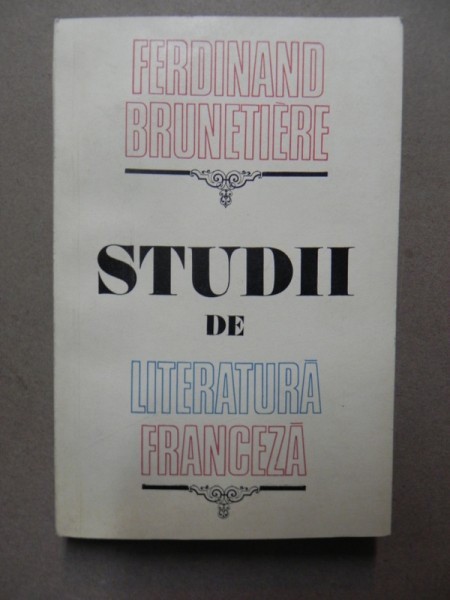 FERDINAND
BRUNETIÈRE
STUDII
DE
LITERATURĂ
FRANCEZĂ